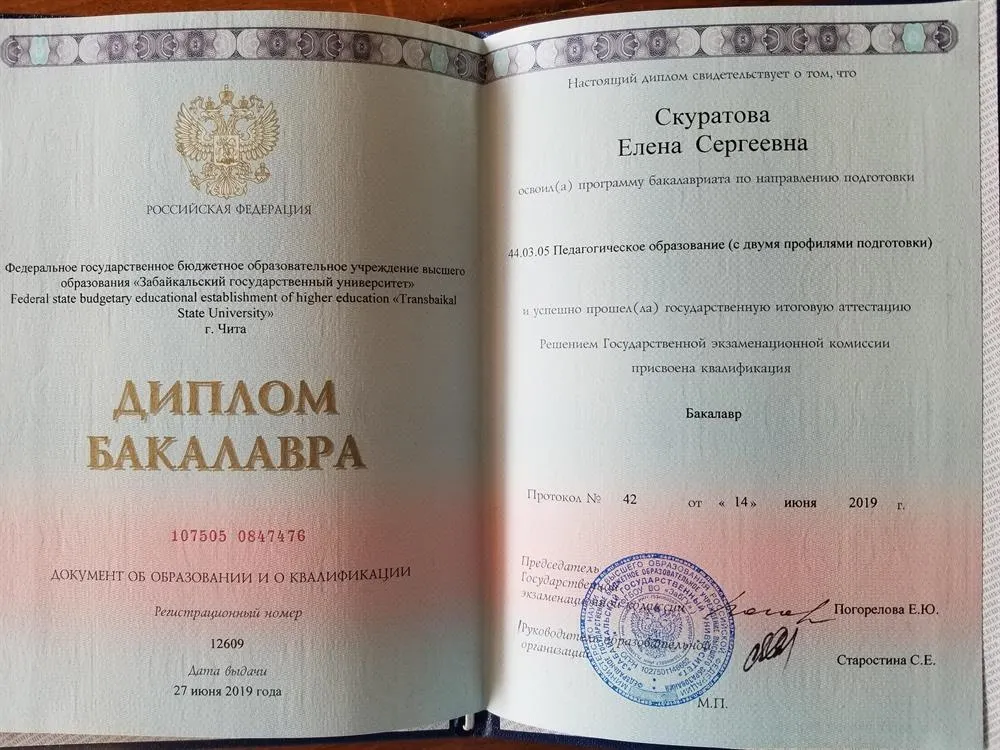 РОССИЙСКАЯ ФЕДЕРАЦИЯ
Федеральное государственное бюджетное образовательное учреждение высшего
образования «Забайкальский государственный университет»
Federal state budgetary educational establishment of higher education «Transbaikal
State University»
г. Чита
ДИПЛОМ
БАКАЛАВРА
107505 0847476
ДОКУМЕНТ ОБ ОБРАЗОВАНИИ И О КВАЛИФИКАЦИИ
Регистрационный номер
12609
Дата выдачи
27 июня 2019 года
Настоящий диплом свидетельствует о том, что
Скуратова
Елена Сергеевна
освоил(а) программу бакалавриата по направлению подготовки
44.03.05 Педагогическое образование (с двумя профилями подготовки)
и успешно прошел(ла) государственную итоговую аттестацию
Решением Государственной экзаменационной комиссии
присвоена квалификация
Бакалавр
Протокол № 42 от « 14 » июня 2019 г.
Председатель
Государственной
экзаменационной комиссии
Погорелова Е.Ю.
Руководитель образовательной
организации
Старостина С.Е.
М.П.